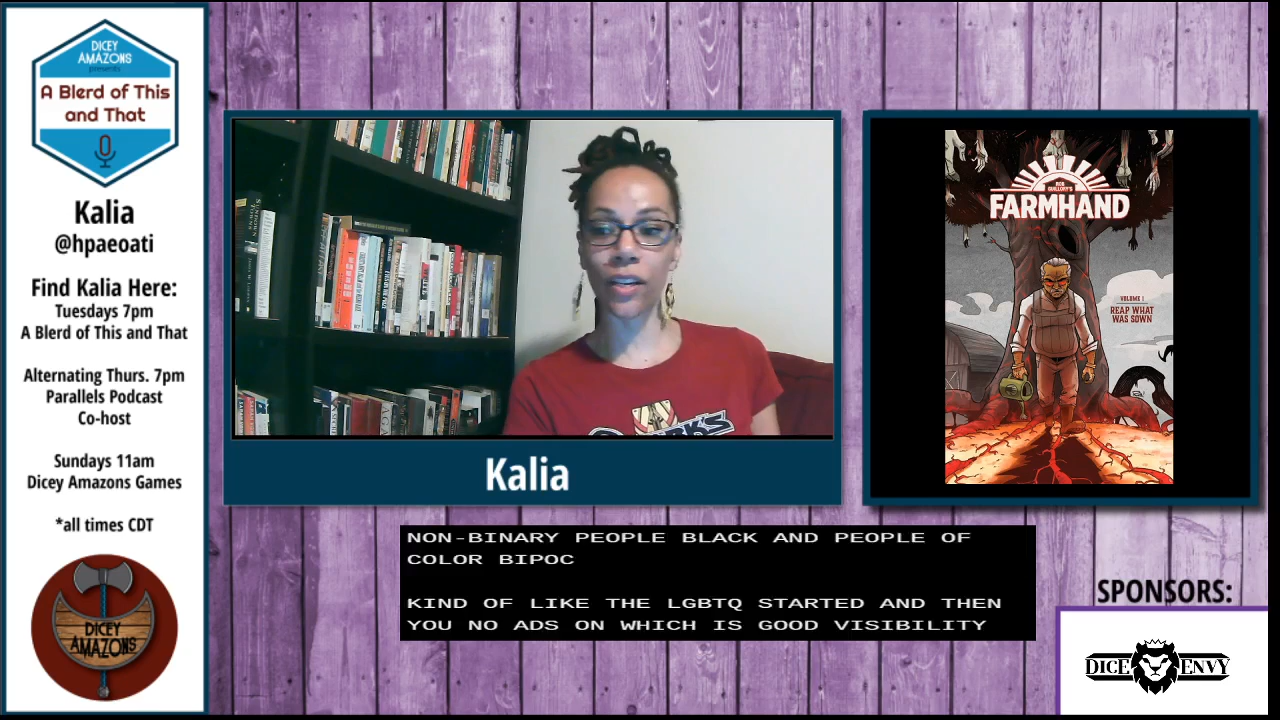 DICEY
AMAZONS
presents
A Blerd of This
and That
Kalia
@hpaeoati
Find Kalia Here:
Tuesdays 7pm
A Blerd of This and That
Alternating Thurs. 7pm
Parallels Podcast
Co-host
Sundays 11am
Dicey Amazons Games
*all times CDT
DICEY
AMAZONS
Kalia
ROB
GUILLORY'S
FARMHAND
VOLUME 1
REAP WHAT
WAS SOWN
NON-BINARY PEOPLE BLACK AND PEOPLE OF
COLOR BIPOC
KIND OF LIKE THE LGBTQ STARTED AND THEN
YOU NO ADS ON WHICH IS GOOD VISIBILITY
SPONSORS:
DICE ENVY